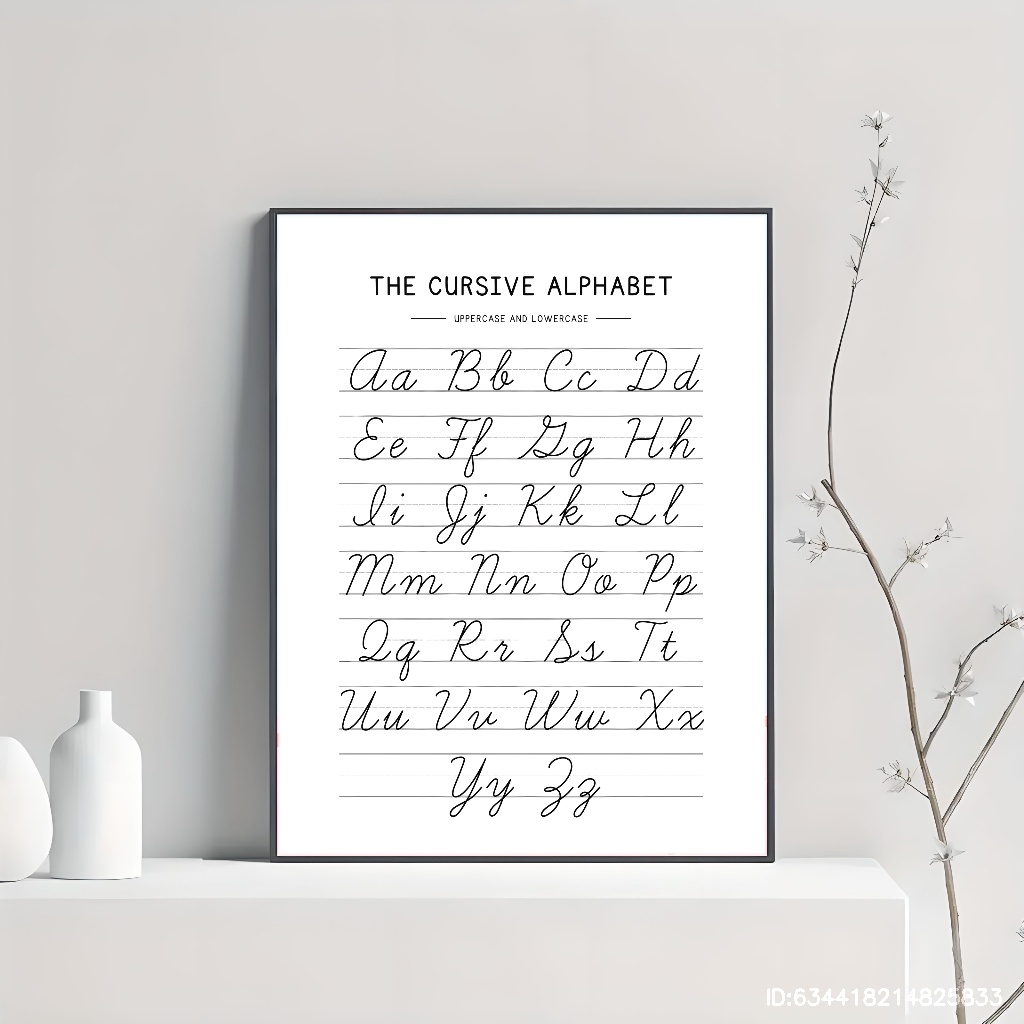 THE CURSIVE ALPHABET
UPPERCASE AND LOWERCASE
Aa Bb Cc Dd
Ee Ff Gg Hh
Ii Jj Kk Ll
Mm Nn Oo Pp
Qq Rr Ss Tt
Uu Vv Ww Xx
Yy Zz
ID:634418214825833